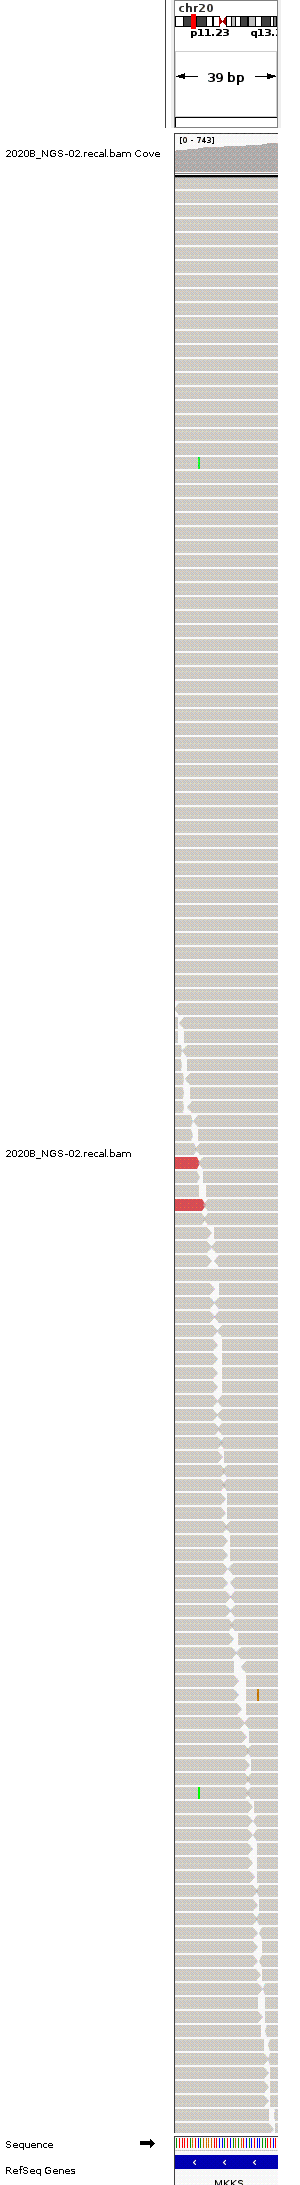 chr20
p11.23
39 bp
[0 - 743]
2020B_NGS-02.recal.bam Cove
2020B_NGS-02.recal.bam
Sequence
RefSeq Genes
MKKS